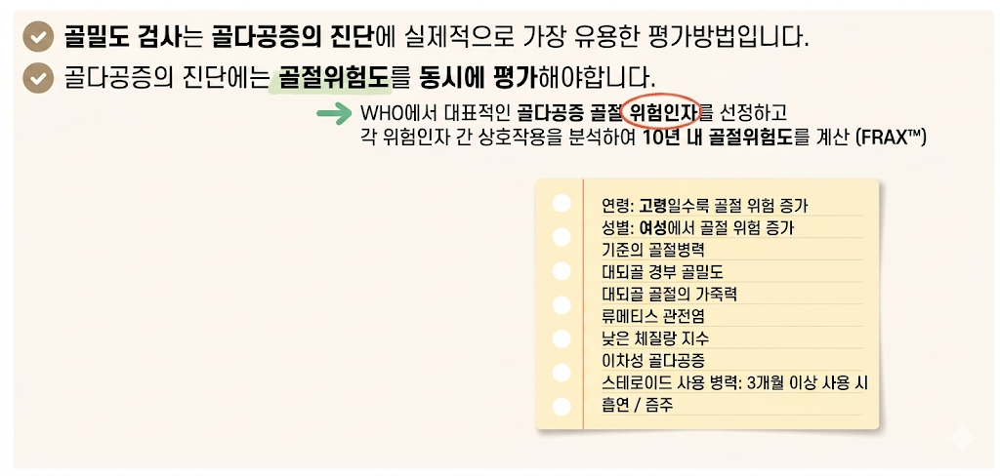 골밀도 검사는 골다공증의 진단에 실제적으로 가장 유용한 평가방법입니다.
골다공증의 진단에는 골절위험도를 동시에 평가해야합니다.
WHO에서 대표적인 골다공증 골절 위험인자를 선정하고
각 위험인자 간 상호작용을 분석하여 10년 내 골절위험도를 계산 (FRAX™)
연령: 고령일수룩 골절 위험 증가
성별: 여성에서 골절 위험 증가
기준의 골절병력
대되골 경부 골밀도
대되골 골절의 가죽력
류메티스 관전염
낮은 체질랑 지수
이차성 골다공증
스테로이드 사용 병력: 3개월 이상 사용 시
흡연 / 즘주